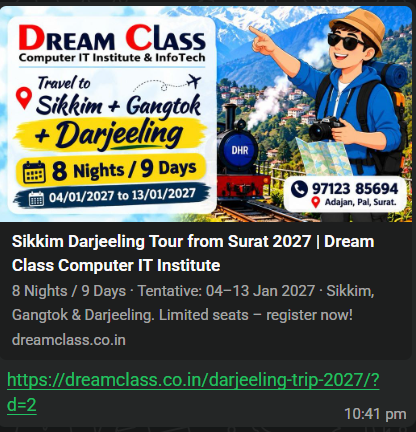 DREAM CLASS
Computer IT Institute & InfoTech
Travel to
Sikkim + Gangtok
+ Darjeeling
8 Nights / 9 Days
04/01/2027 to 13/01/2027
DHR
97123 85694
Adajan, Pal, Surat.
Sikkim Darjeeling Tour from Surat 2027 | Dream
Class Computer IT Institute
8 Nights / 9 Days · Tentative: 04–13 Jan 2027 · Sikkim,
Gangtok & Darjeeling. Limited seats – register now!
dreamclass.co.in
https://dreamclass.co.in/darjeeling-trip-2027/?
d=2
10:41 pm